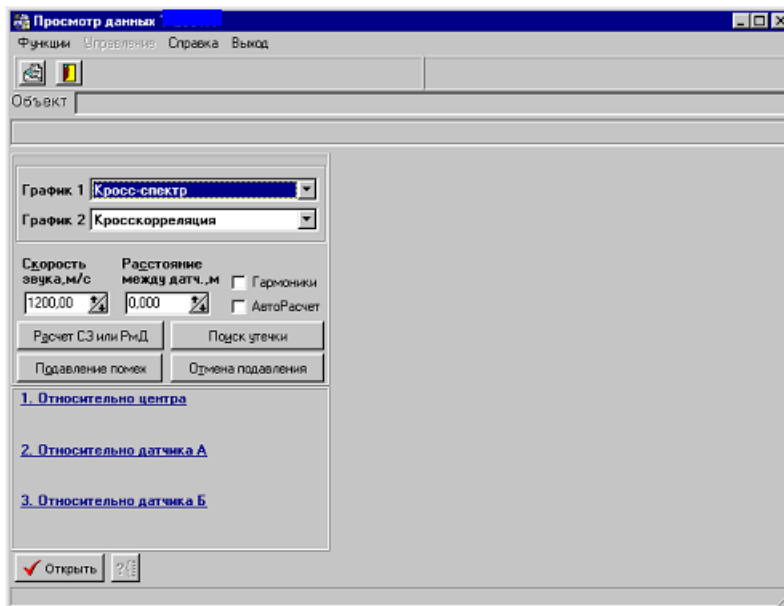 Просмотр данных
Функции Управление Справка Выход
Объект
График 1 Кросс-спектр
График 2 Кросскорреляция
Скорость звука,м/с
Расстояние между датч.,м
1200,00
0,000
Гармоники
АвтоРасчет
Расчет СЗ или РмД
Поиск утечки
Подавление помех
Отмена подавления
1. Относительно центра
2. Относительно датчика А
3. Относительно датчика Б
Открыть